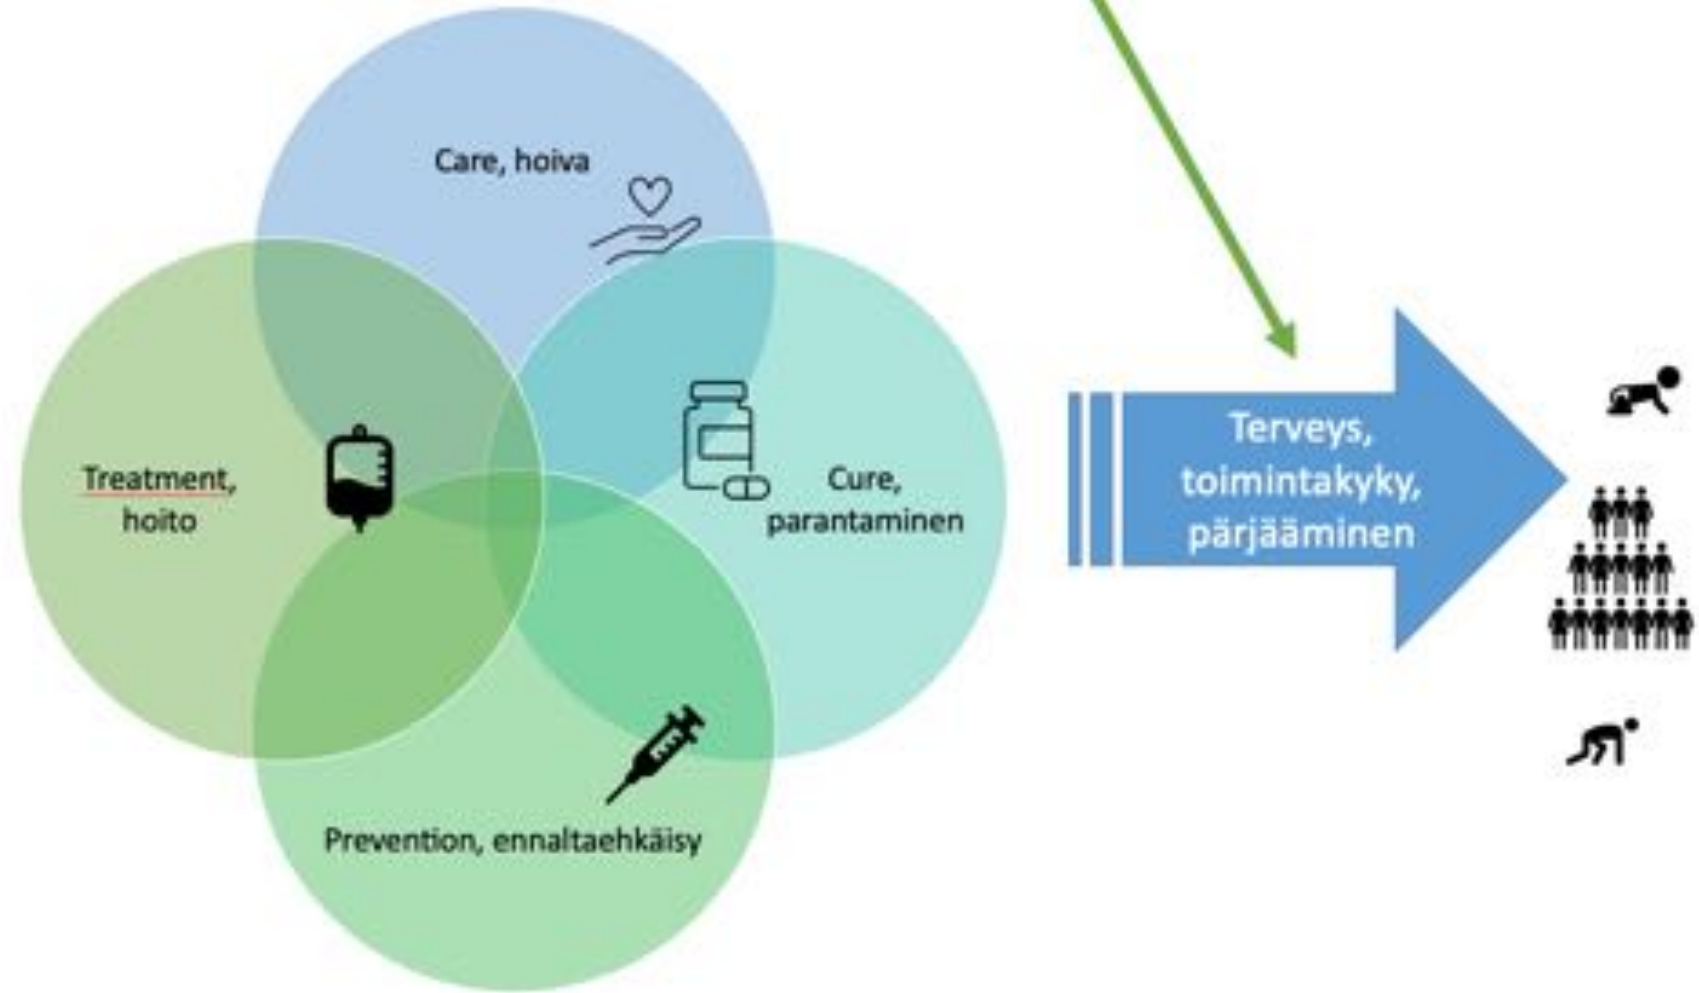 Care, hoiva
Treatment,
hoito
Cure,
parantaminen
Prevention, ennaltaehkäisy
Terveys,
toimintakyky,
pärjääminen